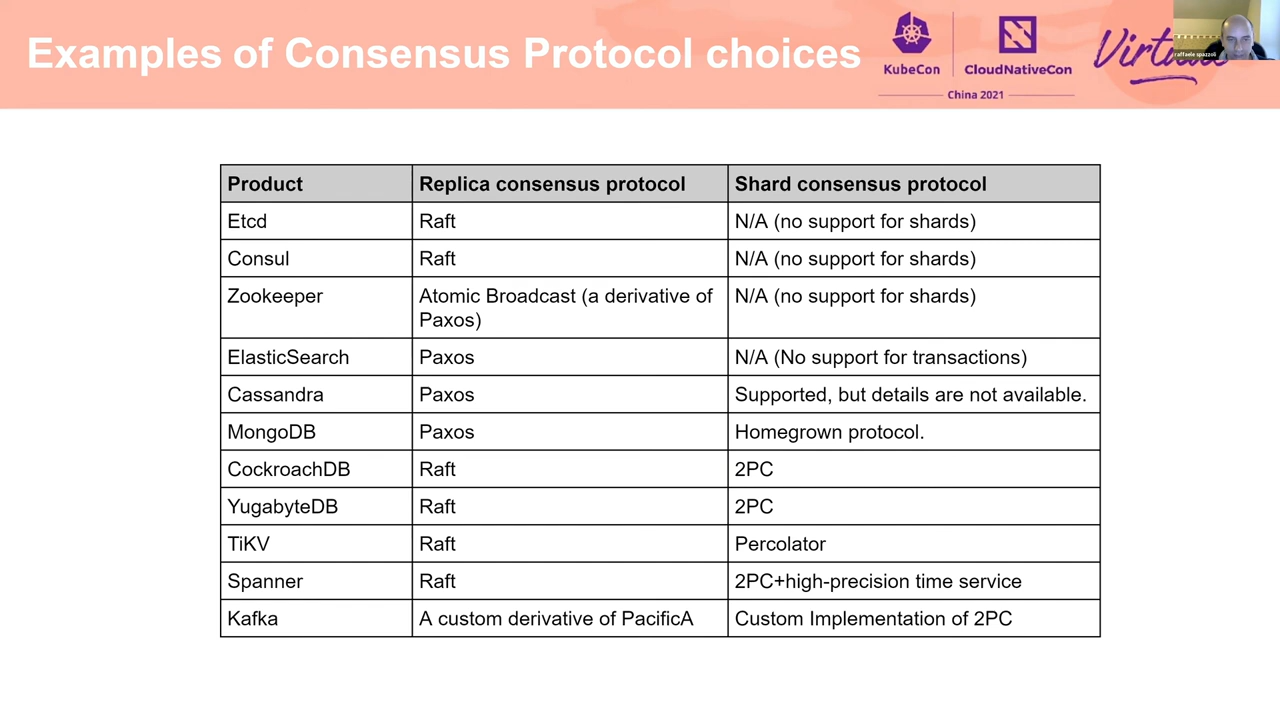 Examples of Consensus Protocol choices
KubeCon
CloudNativeCon
China 2021
Virtual
raffaele spazzoli
Product Replica consensus protocol Shard consensus protocol
Etcd Raft N/A (no support for shards)
Consul Raft N/A (no support for shards)
Zookeeper Atomic Broadcast (a derivative of N/A (no support for shards)
Paxos)
ElasticSearch Paxos N/A (No support for transactions)
Cassandra Paxos Supported, but details are not available.
MongoDB Paxos Homegrown protocol.
CockroachDB Raft 2PC
YugabyteDB Raft 2PC
TiKV Raft Percolator
Spanner Raft 2PC+high-precision time service
Kafka A custom derivative of PacificA Custom Implementation of 2PC